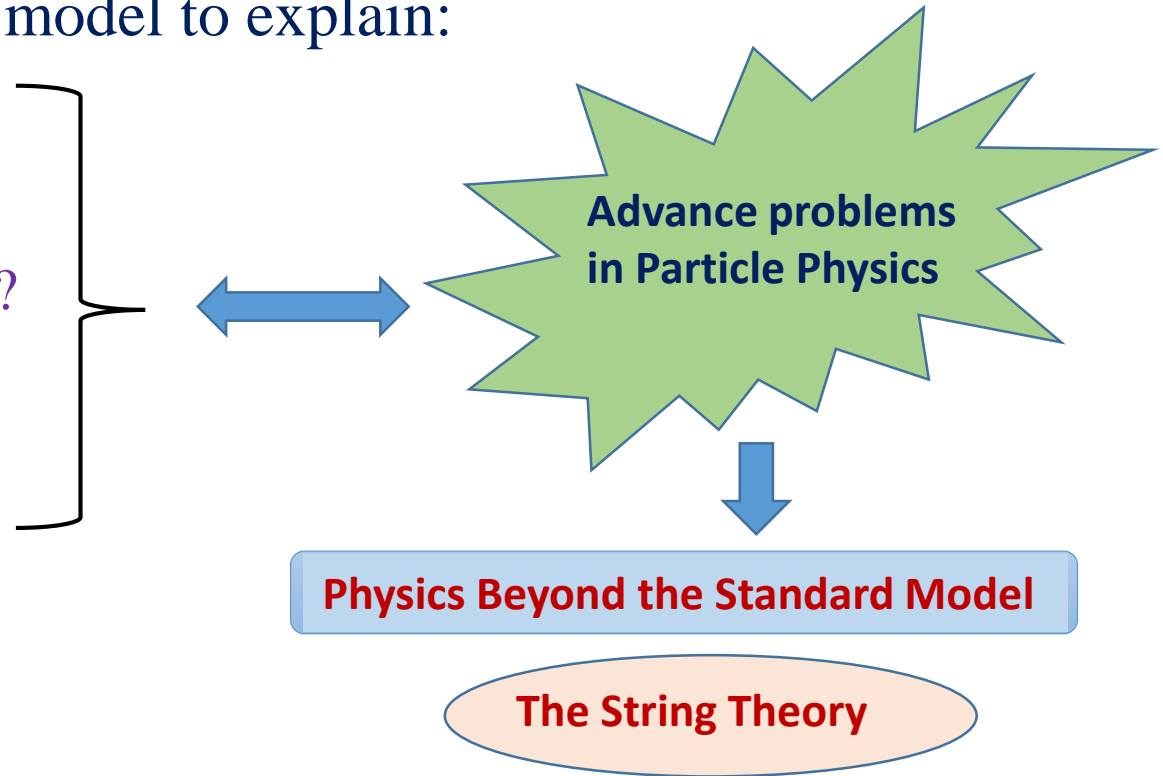 model to explain:
?
Advance problems
in Particle Physics
Physics Beyond the Standard Model
The String Theory